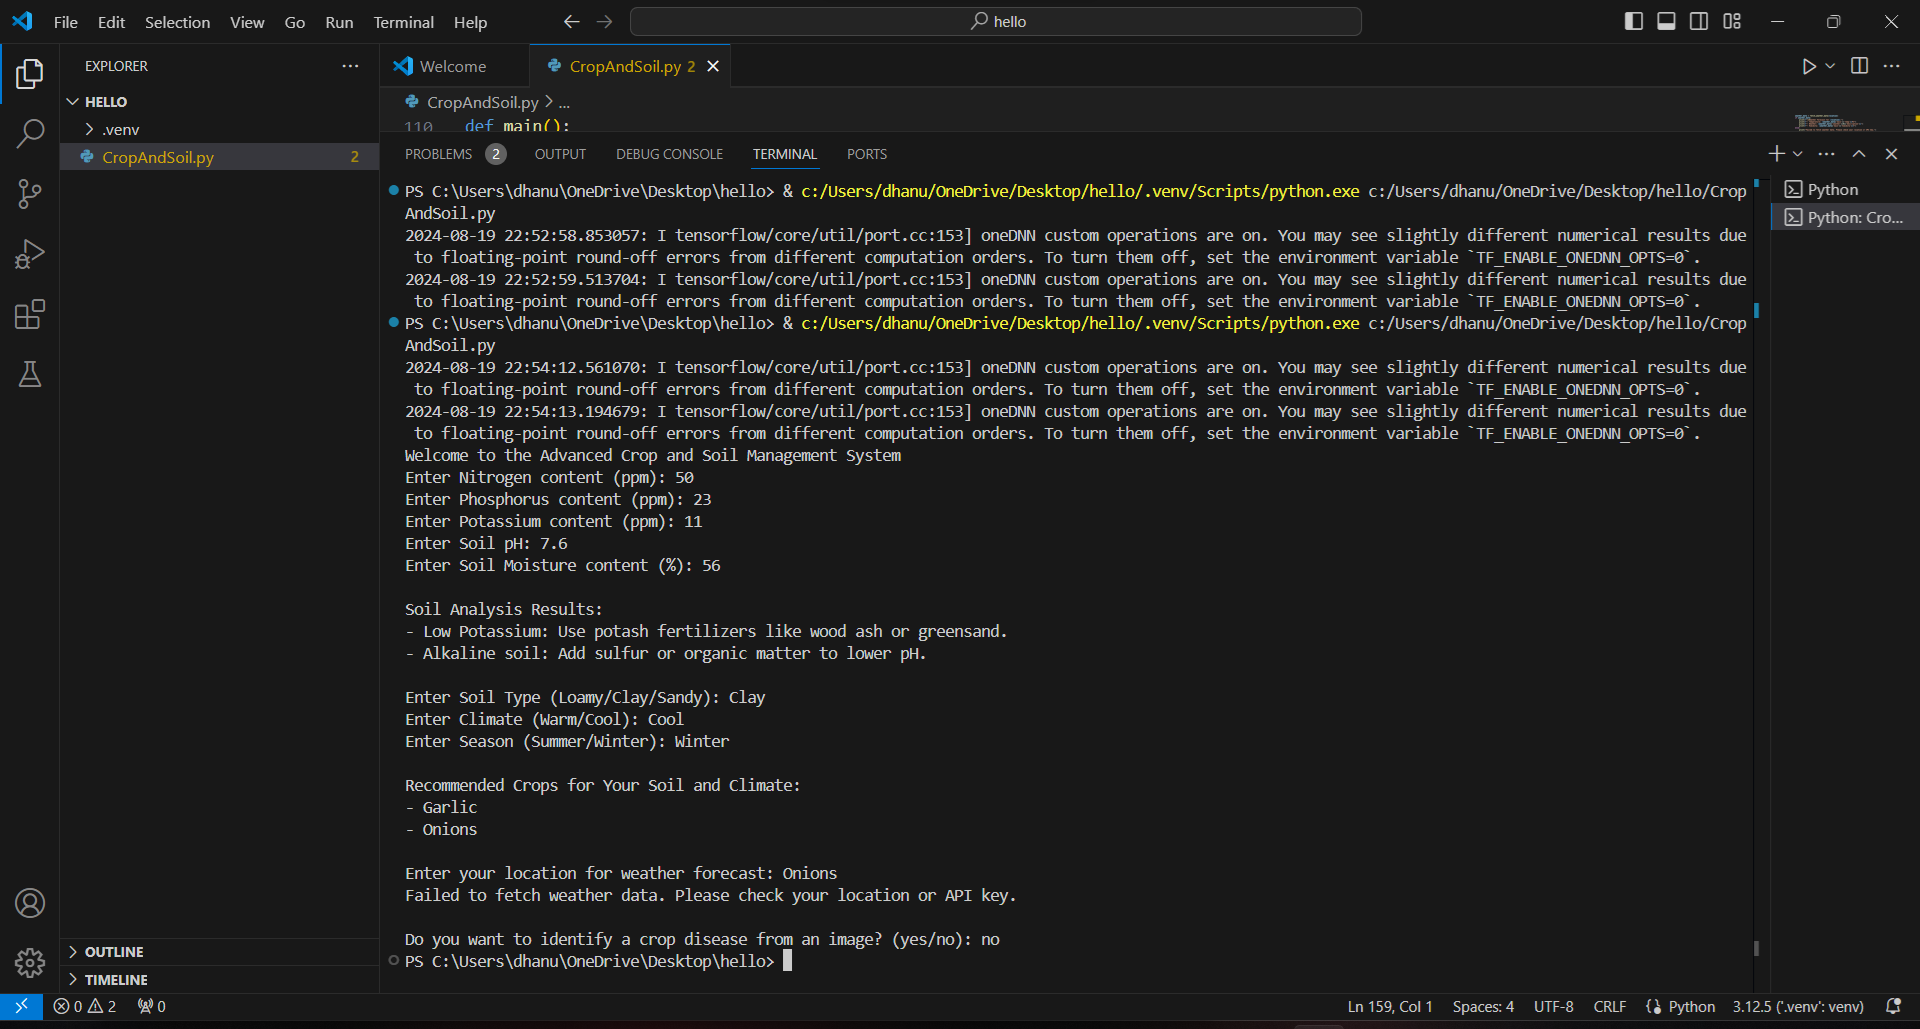 File Edit Selection View Go Run Terminal Help hello
EXPLORER
HELLO
.venv
CropAndSoil.py 2
OUTLINE
TIMELINE
Welcome CropAndSoil.py 2
CropAndSoil.py > ...
110 def main():
PROBLEMS 2 OUTPUT DEBUG CONSOLE TERMINAL PORTS
PS C:\Users\dhanu\OneDrive\Desktop\hello> & c:/Users/dhanu/OneDrive/Desktop/hello/.venv/Scripts/python.exe c:/Users/dhanu/OneDrive/Desktop/hello/Crop
AndSoil.py
2024-08-19 22:52:58.853057: I tensorflow/core/util/port.cc:153] oneDNN custom operations are on. You may see slightly different numerical results due
to floating-point round-off errors from different computation orders. To turn them off, set the environment variable `TF_ENABLE_ONEDNN_OPTS=0`.
2024-08-19 22:52:59.513704: I tensorflow/core/util/port.cc:153] oneDNN custom operations are on. You may see slightly different numerical results due
to floating-point round-off errors from different computation orders. To turn them off, set the environment variable `TF_ENABLE_ONEDNN_OPTS=0`.
PS C:\Users\dhanu\OneDrive\Desktop\hello> & c:/Users/dhanu/OneDrive/Desktop/hello/.venv/Scripts/python.exe c:/Users/dhanu/OneDrive/Desktop/hello/Crop
AndSoil.py
2024-08-19 22:54:12.561070: I tensorflow/core/util/port.cc:153] oneDNN custom operations are on. You may see slightly different numerical results due
to floating-point round-off errors from different computation orders. To turn them off, set the environment variable `TF_ENABLE_ONEDNN_OPTS=0`.
2024-08-19 22:54:13.194679: I tensorflow/core/util/port.cc:153] oneDNN custom operations are on. You may see slightly different numerical results due
to floating-point round-off errors from different computation orders. To turn them off, set the environment variable `TF_ENABLE_ONEDNN_OPTS=0`.
Welcome to the Advanced Crop and Soil Management System
Enter Nitrogen content (ppm): 50
Enter Phosphorus content (ppm): 23
Enter Potassium content (ppm): 11
Enter Soil pH: 7.6
Enter Soil Moisture content (%): 56
Soil Analysis Results:
- Low Potassium: Use potash fertilizers like wood ash or greensand.
- Alkaline soil: Add sulfur or organic matter to lower pH.
Enter Soil Type (Loamy/Clay/Sandy): Clay
Enter Climate (Warm/Cool): Cool
Enter Season (Summer/Winter): Winter
Recommended Crops for Your Soil and Climate:
- Garlic
- Onions
Enter your location for weather forecast: Onions
Failed to fetch weather data. Please check your location or API key.
Do you want to identify a crop disease from an image? (yes/no): no
PS C:\Users\dhanu\OneDrive\Desktop\hello>
Python
Python: Cro...
0 2 0 Ln 159, Col 1 Spaces: 4 UTF-8 CRLF {} Python 3.12.5 ('.venv': venv)